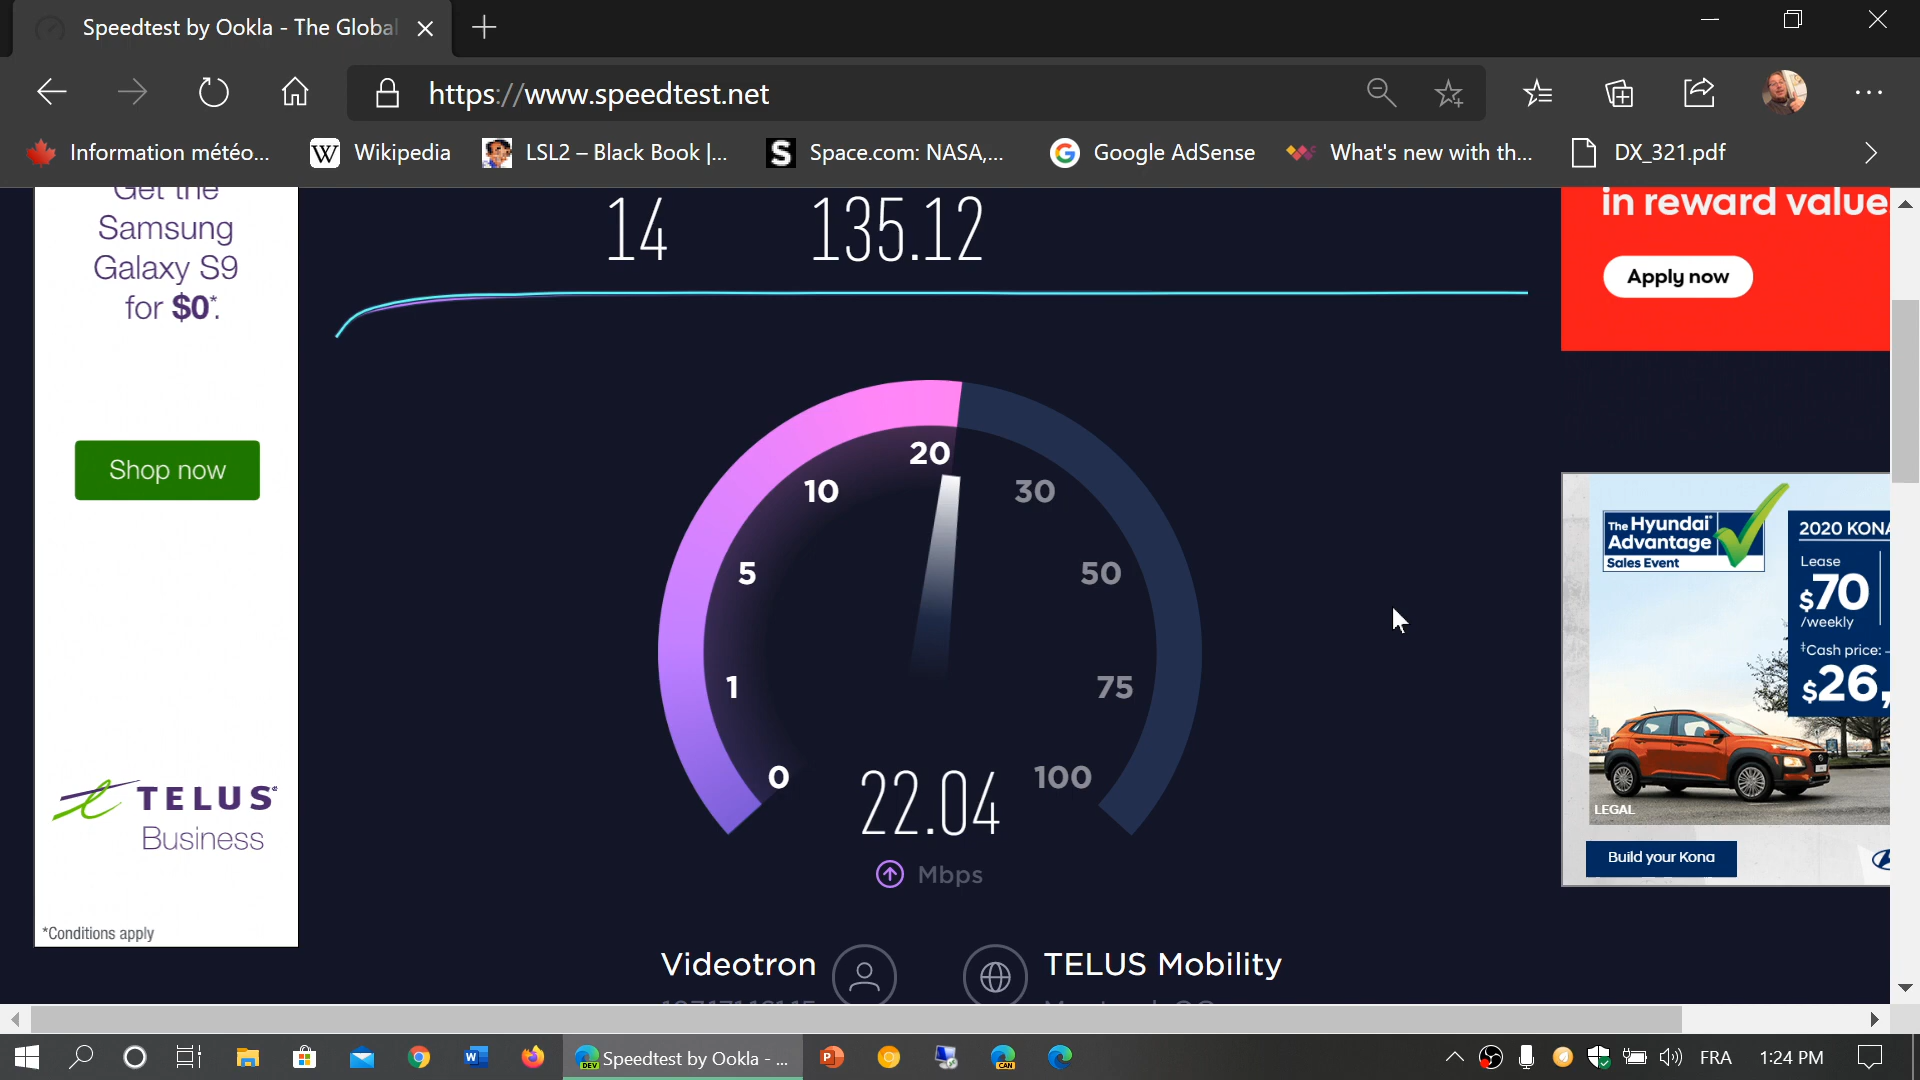 Speedtest by Ookla - The Global
https://www.speedtest.net
Information météo...
Wikipedia
LSL2 – Black Book |...
Space.com: NASA,...
Google AdSense
What's new with th...
DX_321.pdf
Get the
Samsung
Galaxy S9
for $0*.
Shop now
TELUS
Business
*Conditions apply
14
135.12
0
1
5
10
20
30
50
75
100
22.04
Mbps
Videotron
TELUS Mobility
in reward value
Apply now
The Hyundai
Advantage
Sales Event
2020 KONA
Lease
$70
/weekly
‡Cash price:
$26,
LEGAL
Build your Kona
DEV
Speedtest by Ookla - ...
CAN
FRA
1:24 PM